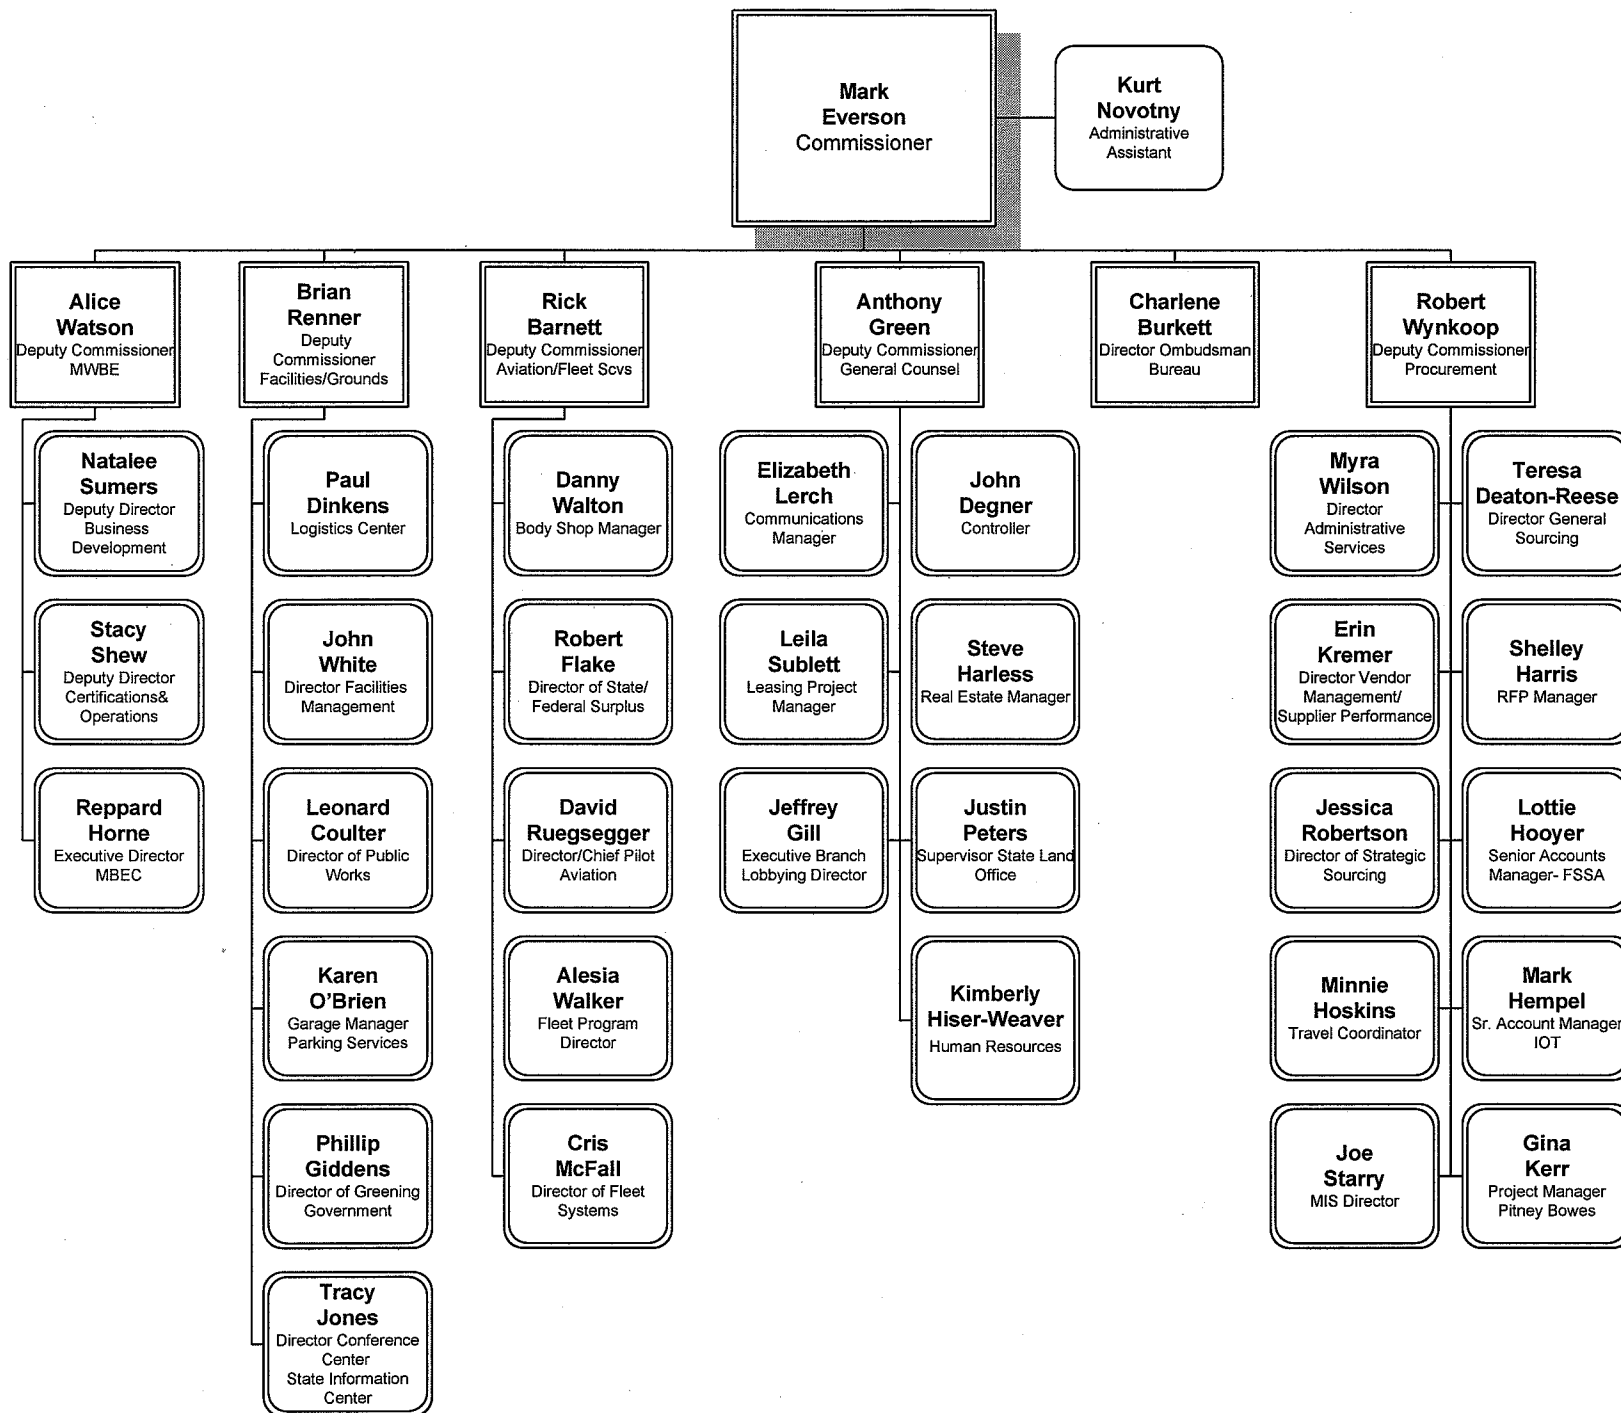 Mark
Everson
Commissioner
Kurt
Novotny
Administrative
Assistant
Alice
Watson
Deputy Commissioner
MWBE
Brian
Renner
Deputy
Commissioner
Facilities/Grounds
Rick
Barnett
Deputy Commissioner
Aviation/Fleet Scvs
Anthony
Green
Deputy Commissioner
General Counsel
Charlene
Burkett
Director Ombudsman
Bureau
Robert
Wynkoop
Deputy Commissioner
Procurement
Natalee
Sumers
Deputy Director
Business
Development
Stacy
Shew
Deputy Director
Certifications&
Operations
Reppard
Horne
Executive Director
MBEC
Paul
Dinkens
Logistics Center
John
White
Director Facilities
Management
Leonard
Coulter
Director of Public
Works
Karen
O'Brien
Garage Manager
Parking Services
Phillip
Giddens
Director of Greening
Government
Tracy
Jones
Director Conference
Center
State Information
Center
Danny
Walton
Body Shop Manager
Robert
Flake
Director of State/
Federal Surplus
David
Ruegsegger
Director/Chief Pilot
Aviation
Alesia
Walker
Fleet Program
Director
Cris
McFall
Director of Fleet
Systems
Elizabeth
Lerch
Communications
Manager
John
Degner
Controller
Leila
Sublett
Leasing Project
Manager
Steve
Harless
Real Estate Manager
Jeffrey
Gill
Executive Branch
Lobbying Director
Justin
Peters
Supervisor State Land
Office
Kimberly
Hiser-Weaver
Human Resources
Myra
Wilson
Director
Administrative
Services
Teresa
Deaton-Reese
Director General
Sourcing
Erin
Kremer
Director Vendor
Management/
Supplier Performance
Shelley
Harris
RFP Manager
Jessica
Robertson
Director of Strategic
Sourcing
Lottie
Hooyer
Senior Accounts
Manager- FSSA
Minnie
Hoskins
Travel Coordinator
Mark
Hempel
Sr. Account Manager
IOT
Joe
Starry
MIS Director
Gina
Kerr
Project Manager
Pitney Bowes